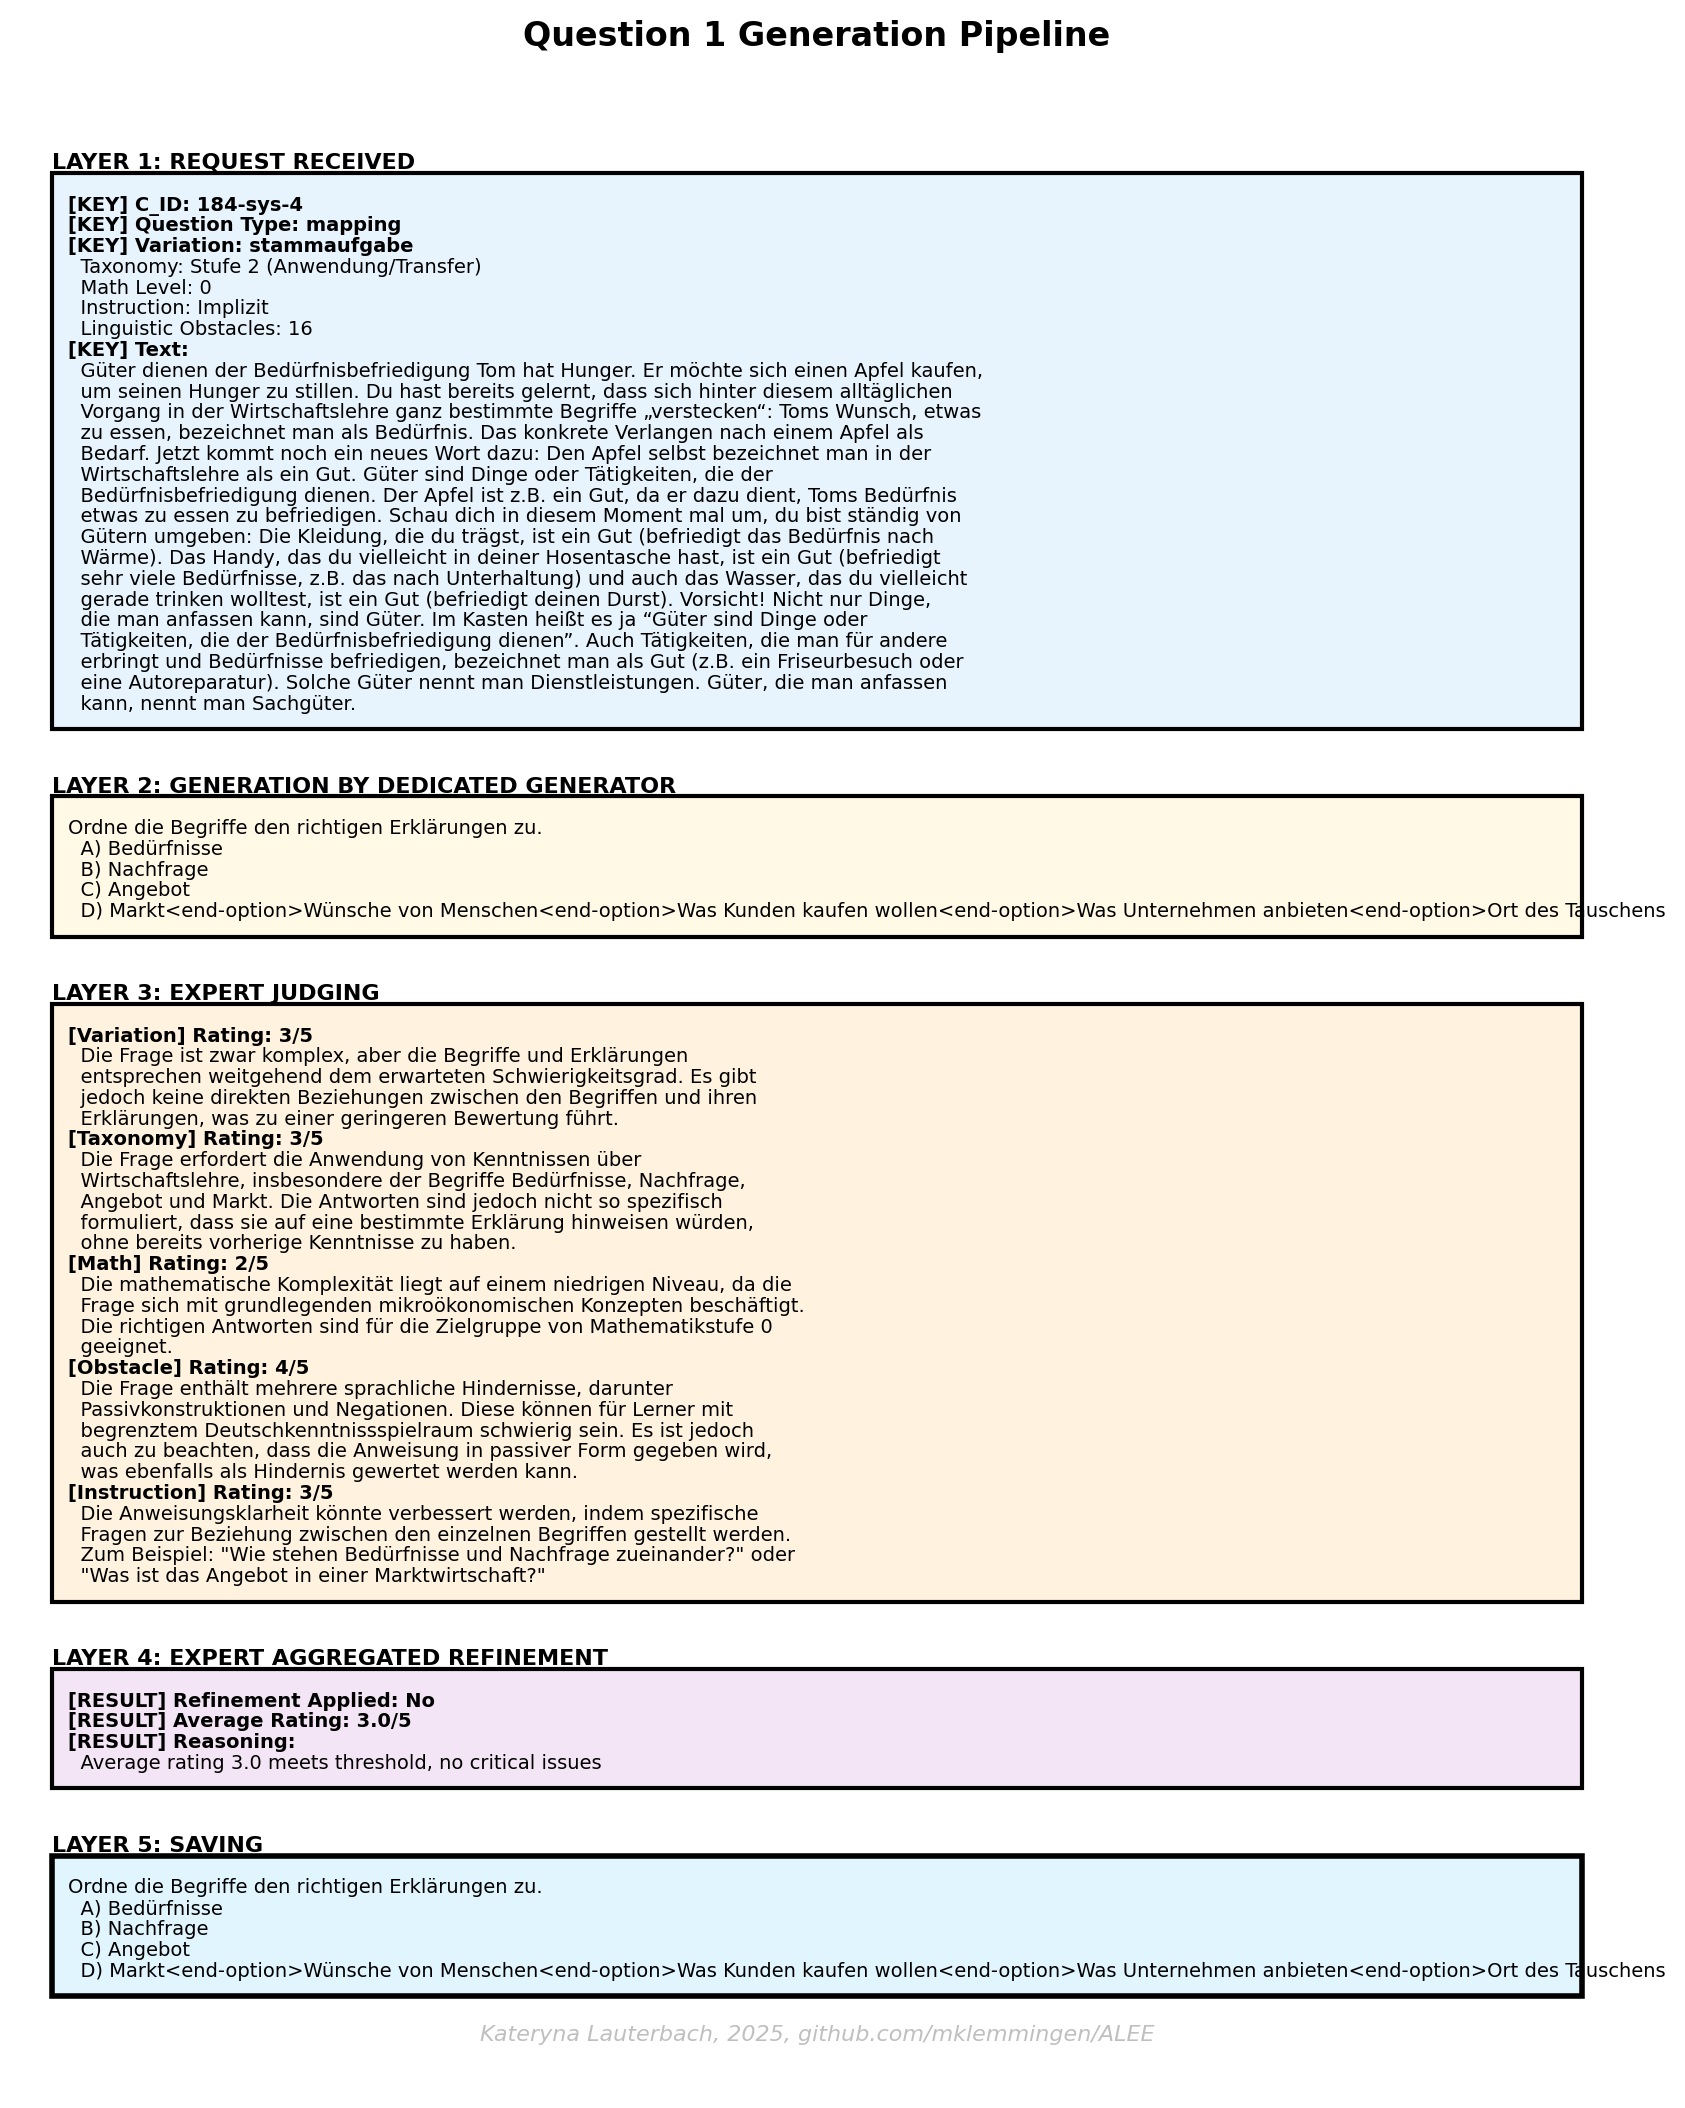 Question 1 Generation Pipeline
LAYER 1: REQUEST RECEIVED
[KEY] C_ID: 184-sys-4
[KEY] Question Type: mapping
[KEY] Variation: stammaufgabe
Taxonomy: Stufe 2 (Anwendung/Transfer)
Math Level: 0
Instruction: Implizit
Linguistic Obstacles: 16
[KEY] Text:
Güter dienen der Bedürfnisbefriedigung Tom hat Hunger. Er möchte sich einen Apfel kaufen,
um seinen Hunger zu stillen. Du hast bereits gelernt, dass sich hinter diesem alltäglichen
Vorgang in der Wirtschaftslehre ganz bestimmte Begriffe „verstecken“: Toms Wunsch, etwas
zu essen, bezeichnet man als Bedürfnis. Das konkrete Verlangen nach einem Apfel als
Bedarf. Jetzt kommt noch ein neues Wort dazu: Den Apfel selbst bezeichnet man in der
Wirtschaftslehre als ein Gut. Güter sind Dinge oder Tätigkeiten, die der
Bedürfnisbefriedigung dienen. Der Apfel ist z.B. ein Gut, da er dazu dient, Toms Bedürfnis
etwas zu essen zu befriedigen. Schau dich in diesem Moment mal um, du bist ständig von
Gütern umgeben: Die Kleidung, die du trägst, ist ein Gut (befriedigt das Bedürfnis nach
Wärme). Das Handy, das du vielleicht in deiner Hosentasche hast, ist ein Gut (befriedigt
sehr viele Bedürfnisse, z.B. das nach Unterhaltung) und auch das Wasser, das du vielleicht
gerade trinken wolltest, ist ein Gut (befriedigt deinen Durst). Vorsicht! Nicht nur Dinge,
die man anfassen kann, sind Güter. Im Kasten heißt es ja “Güter sind Dinge oder
Tätigkeiten, die der Bedürfnisbefriedigung dienen”. Auch Tätigkeiten, die man für andere
erbringt und Bedürfnisse befriedigen, bezeichnet man als Gut (z.B. ein Friseurbesuch oder
eine Autoreparatur). Solche Güter nennt man Dienstleistungen. Güter, die man anfassen
kann, nennt man Sachgüter.
LAYER 2: GENERATION BY DEDICATED GENERATOR
Ordne die Begriffe den richtigen Erklärungen zu.
A) Bedürfnisse
B) Nachfrage
C) Angebot
D) Markt<end-option>Wünsche von Menschen<end-option>Was Kunden kaufen wollen<end-option>Was Unternehmen anbieten<end-option>Ort des Tauschens
LAYER 3: EXPERT JUDGING
[Variation] Rating: 3/5
Die Frage ist zwar komplex, aber die Begriffe und Erklärungen
entsprechen weitgehend dem erwarteten Schwierigkeitsgrad. Es gibt
jedoch keine direkten Beziehungen zwischen den Begriffen und ihren
Erklärungen, was zu einer geringeren Bewertung führt.
[Taxonomy] Rating: 3/5
Die Frage erfordert die Anwendung von Kenntnissen über
Wirtschaftslehre, insbesondere der Begriffe Bedürfnisse, Nachfrage,
Angebot und Markt. Die Antworten sind jedoch nicht so spezifisch
formuliert, dass sie auf eine bestimmte Erklärung hinweisen würden,
ohne bereits vorherige Kenntnisse zu haben.
[Math] Rating: 2/5
Die mathematische Komplexität liegt auf einem niedrigen Niveau, da die
Frage sich mit grundlegenden mikroökonomischen Konzepten beschäftigt.
Die richtigen Antworten sind für die Zielgruppe von Mathematikstufe 0
geeignet.
[Obstacle] Rating: 4/5
Die Frage enthält mehrere sprachliche Hindernisse, darunter
Passivkonstruktionen und Negationen. Diese können für Lerner mit
begrenztem Deutschkenntnissspielraum schwierig sein. Es ist jedoch
auch zu beachten, dass die Anweisung in passiver Form gegeben wird,
was ebenfalls als Hindernis gewertet werden kann.
[Instruction] Rating: 3/5
Die Anweisungsklarheit könnte verbessert werden, indem spezifische
Fragen zur Beziehung zwischen den einzelnen Begriffen gestellt werden.
Zum Beispiel: "Wie stehen Bedürfnisse und Nachfrage zueinander?" oder
"Was ist das Angebot in einer Marktwirtschaft?"
LAYER 4: EXPERT AGGREGATED REFINEMENT
[RESULT] Refinement Applied: No
[RESULT] Average Rating: 3.0/5
[RESULT] Reasoning:
Average rating 3.0 meets threshold, no critical issues
LAYER 5: SAVING
Ordne die Begriffe den richtigen Erklärungen zu.
A) Bedürfnisse
B) Nachfrage
C) Angebot
D) Markt<end-option>Wünsche von Menschen<end-option>Was Kunden kaufen wollen<end-option>Was Unternehmen anbieten<end-option>Ort des Tauschens
Kateryna Lauterbach, 2025, github.com/mklemmingen/ALEE